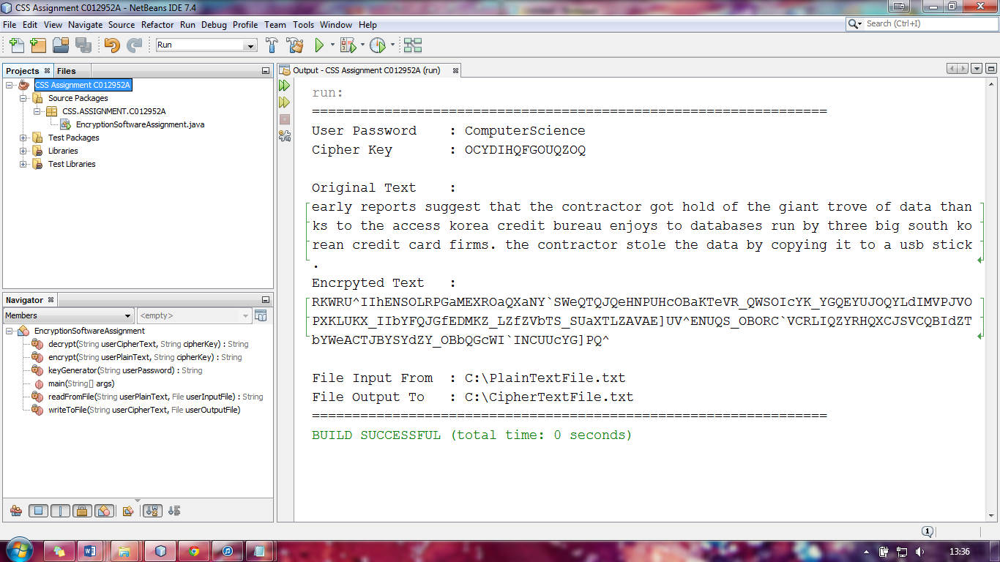 CSS Assignment C012952A - NetBeans IDE 7.4
File Edit View Navigate Source Refactor Run Debug Profile Team Tools Window Help
Search (Ctrl+I)
Run
Projects Files
CSS Assignment C012952A
Source Packages
CSS.ASSIGNMENT.C012952A
EncryptionSoftwareAssignment.java
Test Packages
Libraries
Test Libraries
Navigator
Members
<empty>
EncryptionSoftwareAssignment
decrypt(String userCipherText, String cipherKey) : String
encrypt(String userPlainText, String cipherKey) : String
keyGenerator(String userPassword) : String
main(String[] args)
readFromFile(String userPlainText, File userInputFile) : String
writeToFile(String userCipherText, File userOutputFile)
Output - CSS Assignment C012952A (run)
run:
================================================================
User Password    : ComputerScience
Cipher Key       : OCYDIHQFGOUQZOQ
Original Text    :
early reports suggest that the contractor got hold of the giant trove of data than
ks to the access korea credit bureau enjoys to databases run by three big south ko
rean credit card firms. the contractor stole the data by copying it to a usb stick
.
Encrpyted Text   :
RKWRU^IIhENSOLRPGaMEXROaQXaNY`SWeQTQJQeHNPUHcOBaKTeVR_QWSOIcYK_YGQEYUJOQYLdIMVPJVO
PXKLUKX_IIbYFQJGfEDMKZ_LZfZVbTS_SUaXTLZAVAE]UV^ENUQS_OBORC`VCRLIQZYRHQXCJSVCQBIdZT
bYWeACTJBYSYdZY_OBbQGcWI`INCUUcYG]PQ^
File Input From  : C:\PlainTextFile.txt
File Output To   : C:\CipherTextFile.txt
================================================================
BUILD SUCCESSFUL (total time: 0 seconds)
1
13:36